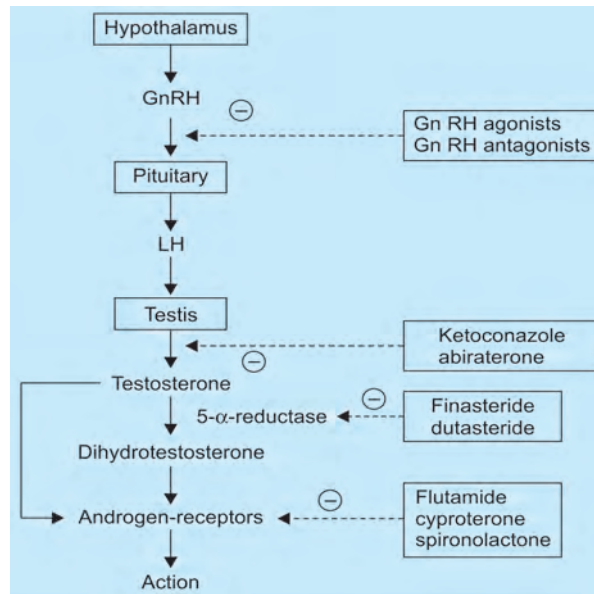 Hypothalamus
GnRH
−
Gn RH agonists
Gn RH antagonists
Pituitary
LH
Testis
Ketoconazole
abiraterone
−
Testosterone
5-α-reductase
−
Finasteride
dutasteride
Dihydrotestosterone
Androgen-receptors
−
Flutamide
cyproterone
spironolactone
Action